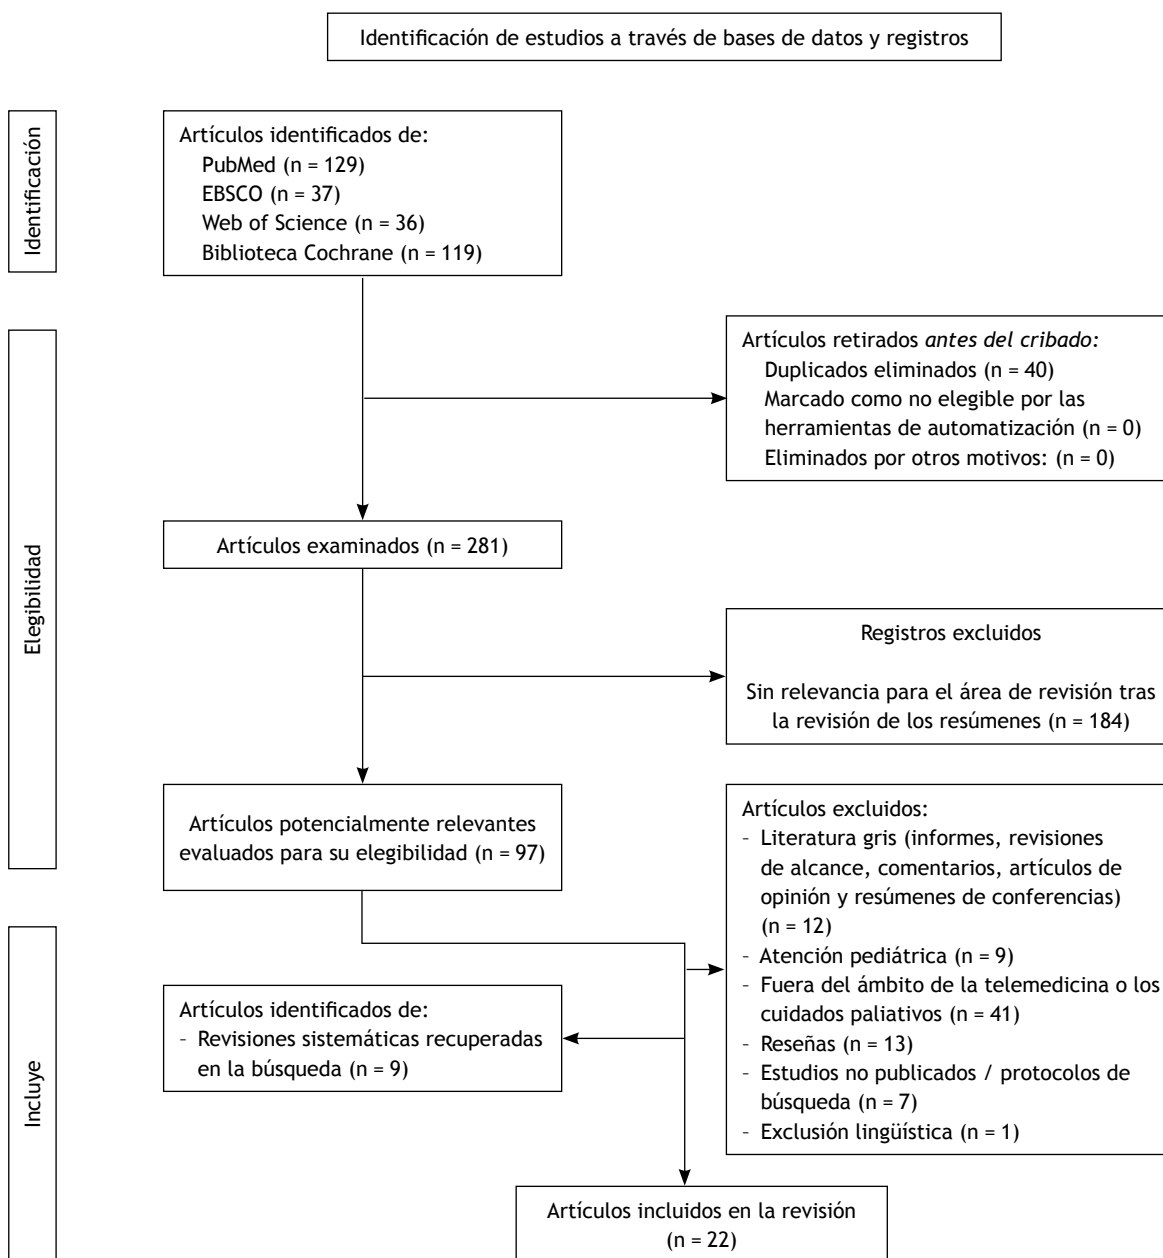 Identificación de estudios a través de bases de datos y registros
Identificación
Artículos identificados de:
PubMed (n = 129)
EBSCO (n = 37)
Web of Science (n = 36)
Biblioteca Cochrane (n = 119)
Elegibilidad
Artículos retirados antes del cribado:
Duplicados eliminados (n = 40)
Marcado como no elegible por las
herramientas de automatización (n = 0)
Eliminados por otros motivos: (n = 0)
Artículos examinados (n = 281)
Registros excluidos
Sin relevancia para el área de revisión tras
la revisión de los resúmenes (n = 184)
Artículos potencialmente relevantes
evaluados para su elegibilidad (n = 97)
Artículos excluidos:
- Literatura gris (informes, revisiones
de alcance, comentarios, artículos de
opinión y resúmenes de conferencias)
(n = 12)
- Atención pediátrica (n = 9)
- Fuera del ámbito de la telemedicina o los
cuidados paliativos (n = 41)
- Reseñas (n = 13)
- Estudios no publicados / protocolos de
búsqueda (n = 7)
- Exclusión lingüística (n = 1)
Incluye
Artículos identificados de:
- Revisiones sistemáticas recuperadas
en la búsqueda (n = 9)
Artículos incluidos en la revisión
(n = 22)